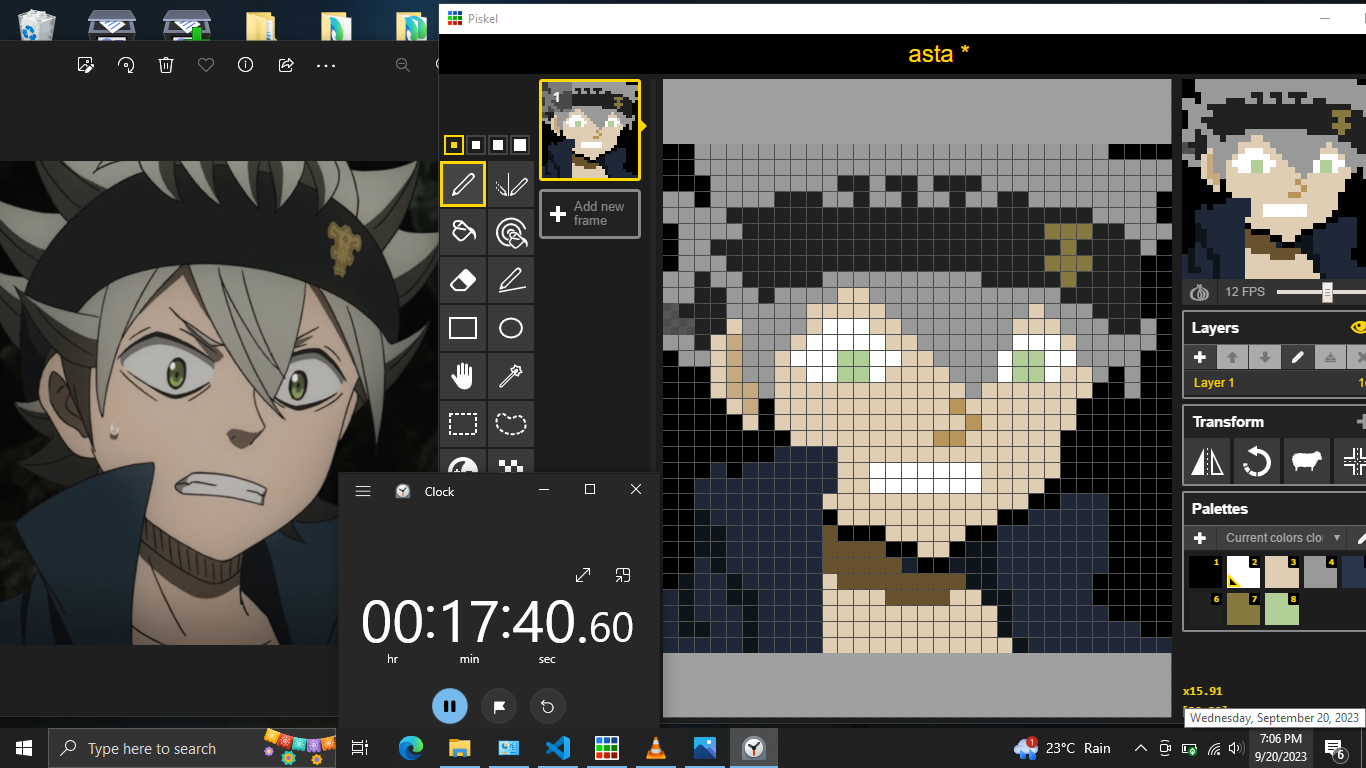 Piskel
asta *
1
Add new
frame
12 FPS
Layers
Layer 1
Transform
Palettes
Current colors clo
1
2
3
4
6
7
8
x15.91
Clock
00:17:40.60
hr min sec
Wednesday, September 20, 2023
Type here to search
1
23°C Rain
7:06 PM
9/20/2023
6